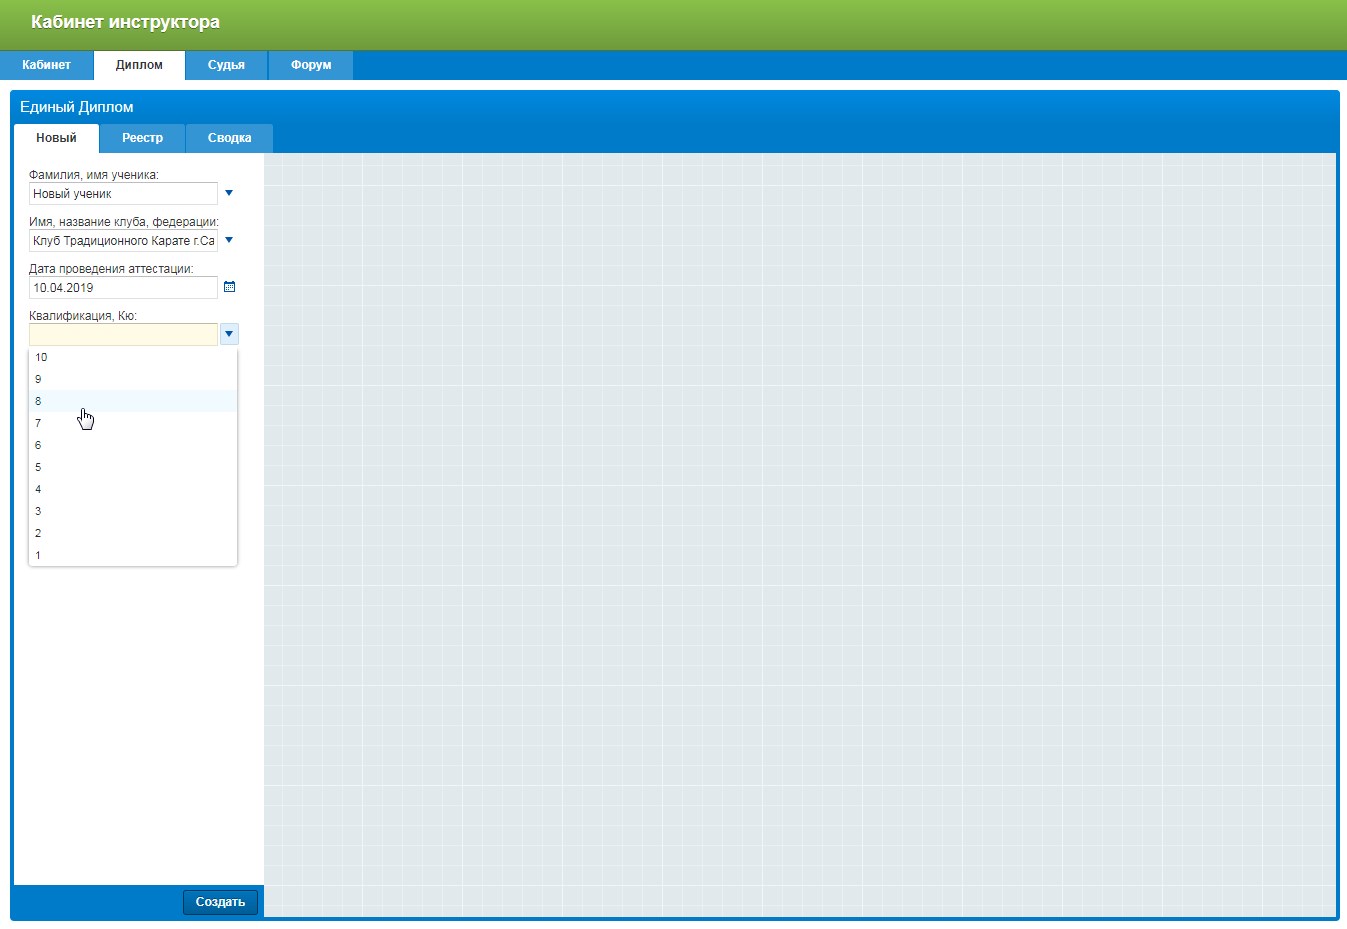 Кабинет инструктора
Кабинет Диплом Судья Форум
Единый Диплом
Новый Реестр Сводка
Фамилия, имя ученика:
Новый ученик
Имя, название клуба, федерации:
Клуб Традиционного Карате г.Са
Дата проведения аттестации:
10.04.2019
Квалификация, Кю:
10
9
8
7
6
5
4
3
2
1
Создать